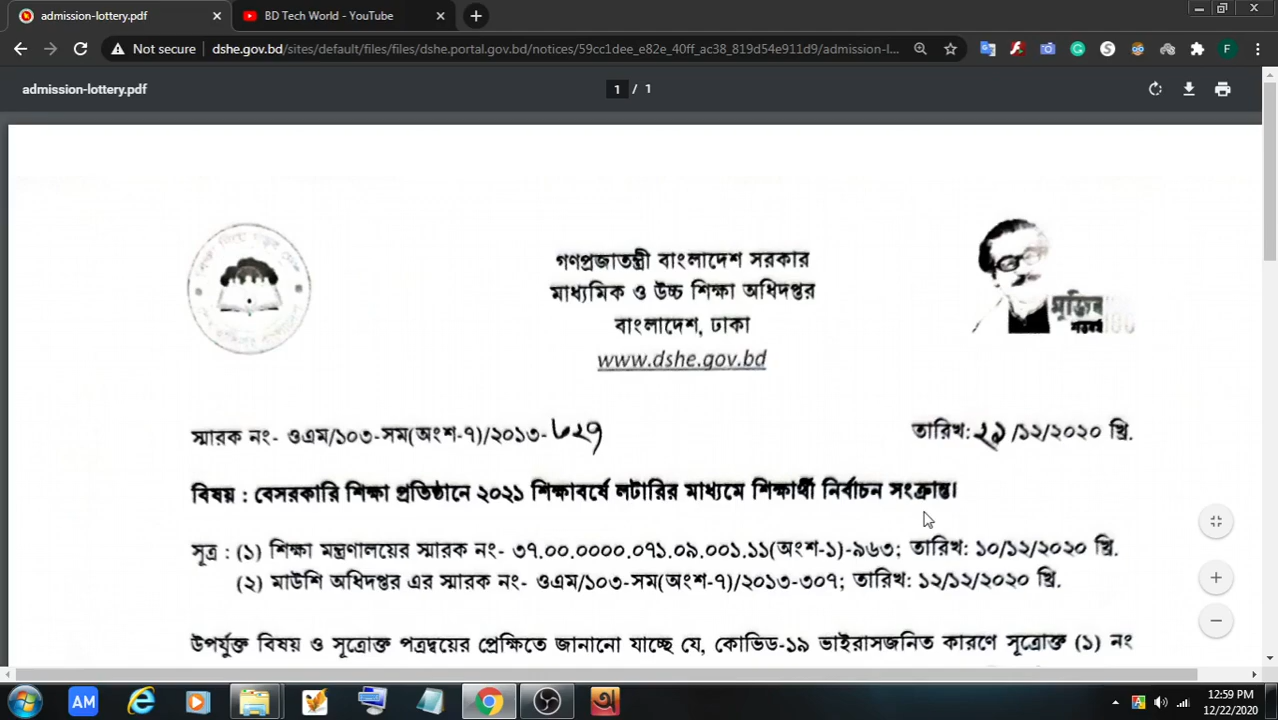 admission-lottery.pdf
BD Tech World - YouTube
Not secure
dshe.gov.bd/sites/default/files/files/dshe.portal.gov.bd/notices/59cc1dee_e82e_40ff_ac38_819d54e911d9/admission-l...
F
admission-lottery.pdf
1 / 1
গণপ্রজাতন্ত্রী বাংলাদেশ সরকার
মাধ্যমিক ও উচ্চ শিক্ষা অধিদপ্তর
বাংলাদেশ, ঢাকা
www.dshe.gov.bd
মুজিব
শতবর্ষ 100
স্মারক নং- ওএম/১০৩-সম(অংশ-৭)/২০১৩-
তারিখ: /১২/২০২০ খ্রি.
বিষয় : বেসরকারি শিক্ষা প্রতিষ্ঠানে ২০২১ শিক্ষাবর্ষে লটারির মাধ্যমে শিক্ষার্থী নির্বাচন সংক্রান্ত।
সূত্র : (১) শিক্ষা মন্ত্রণালয়ের স্মারক নং- ৩৭.০০.০০০০.০৭১.০৯.০০১.১১(অংশ-১)-৯৬৩; তারিখ: ১০/১২/২০২০ খ্রি.
(২) মাউশি অধিদপ্তর এর স্মারক নং- ওএম/১০৩-সম(অংশ-৭)/২০১৩-৩০৭; তারিখ: ১২/১২/২০২০ খ্রি.
উপর্যুক্ত বিষয় ও সূত্রোক্ত পত্রদ্বয়ের প্রেক্ষিতে জানানো যাচ্ছে যে, কোভিড-১৯ ভাইরাসজনিত কারণে সূত্রোক্ত (১) নং
AM
অ
12:59 PM
12/22/2020